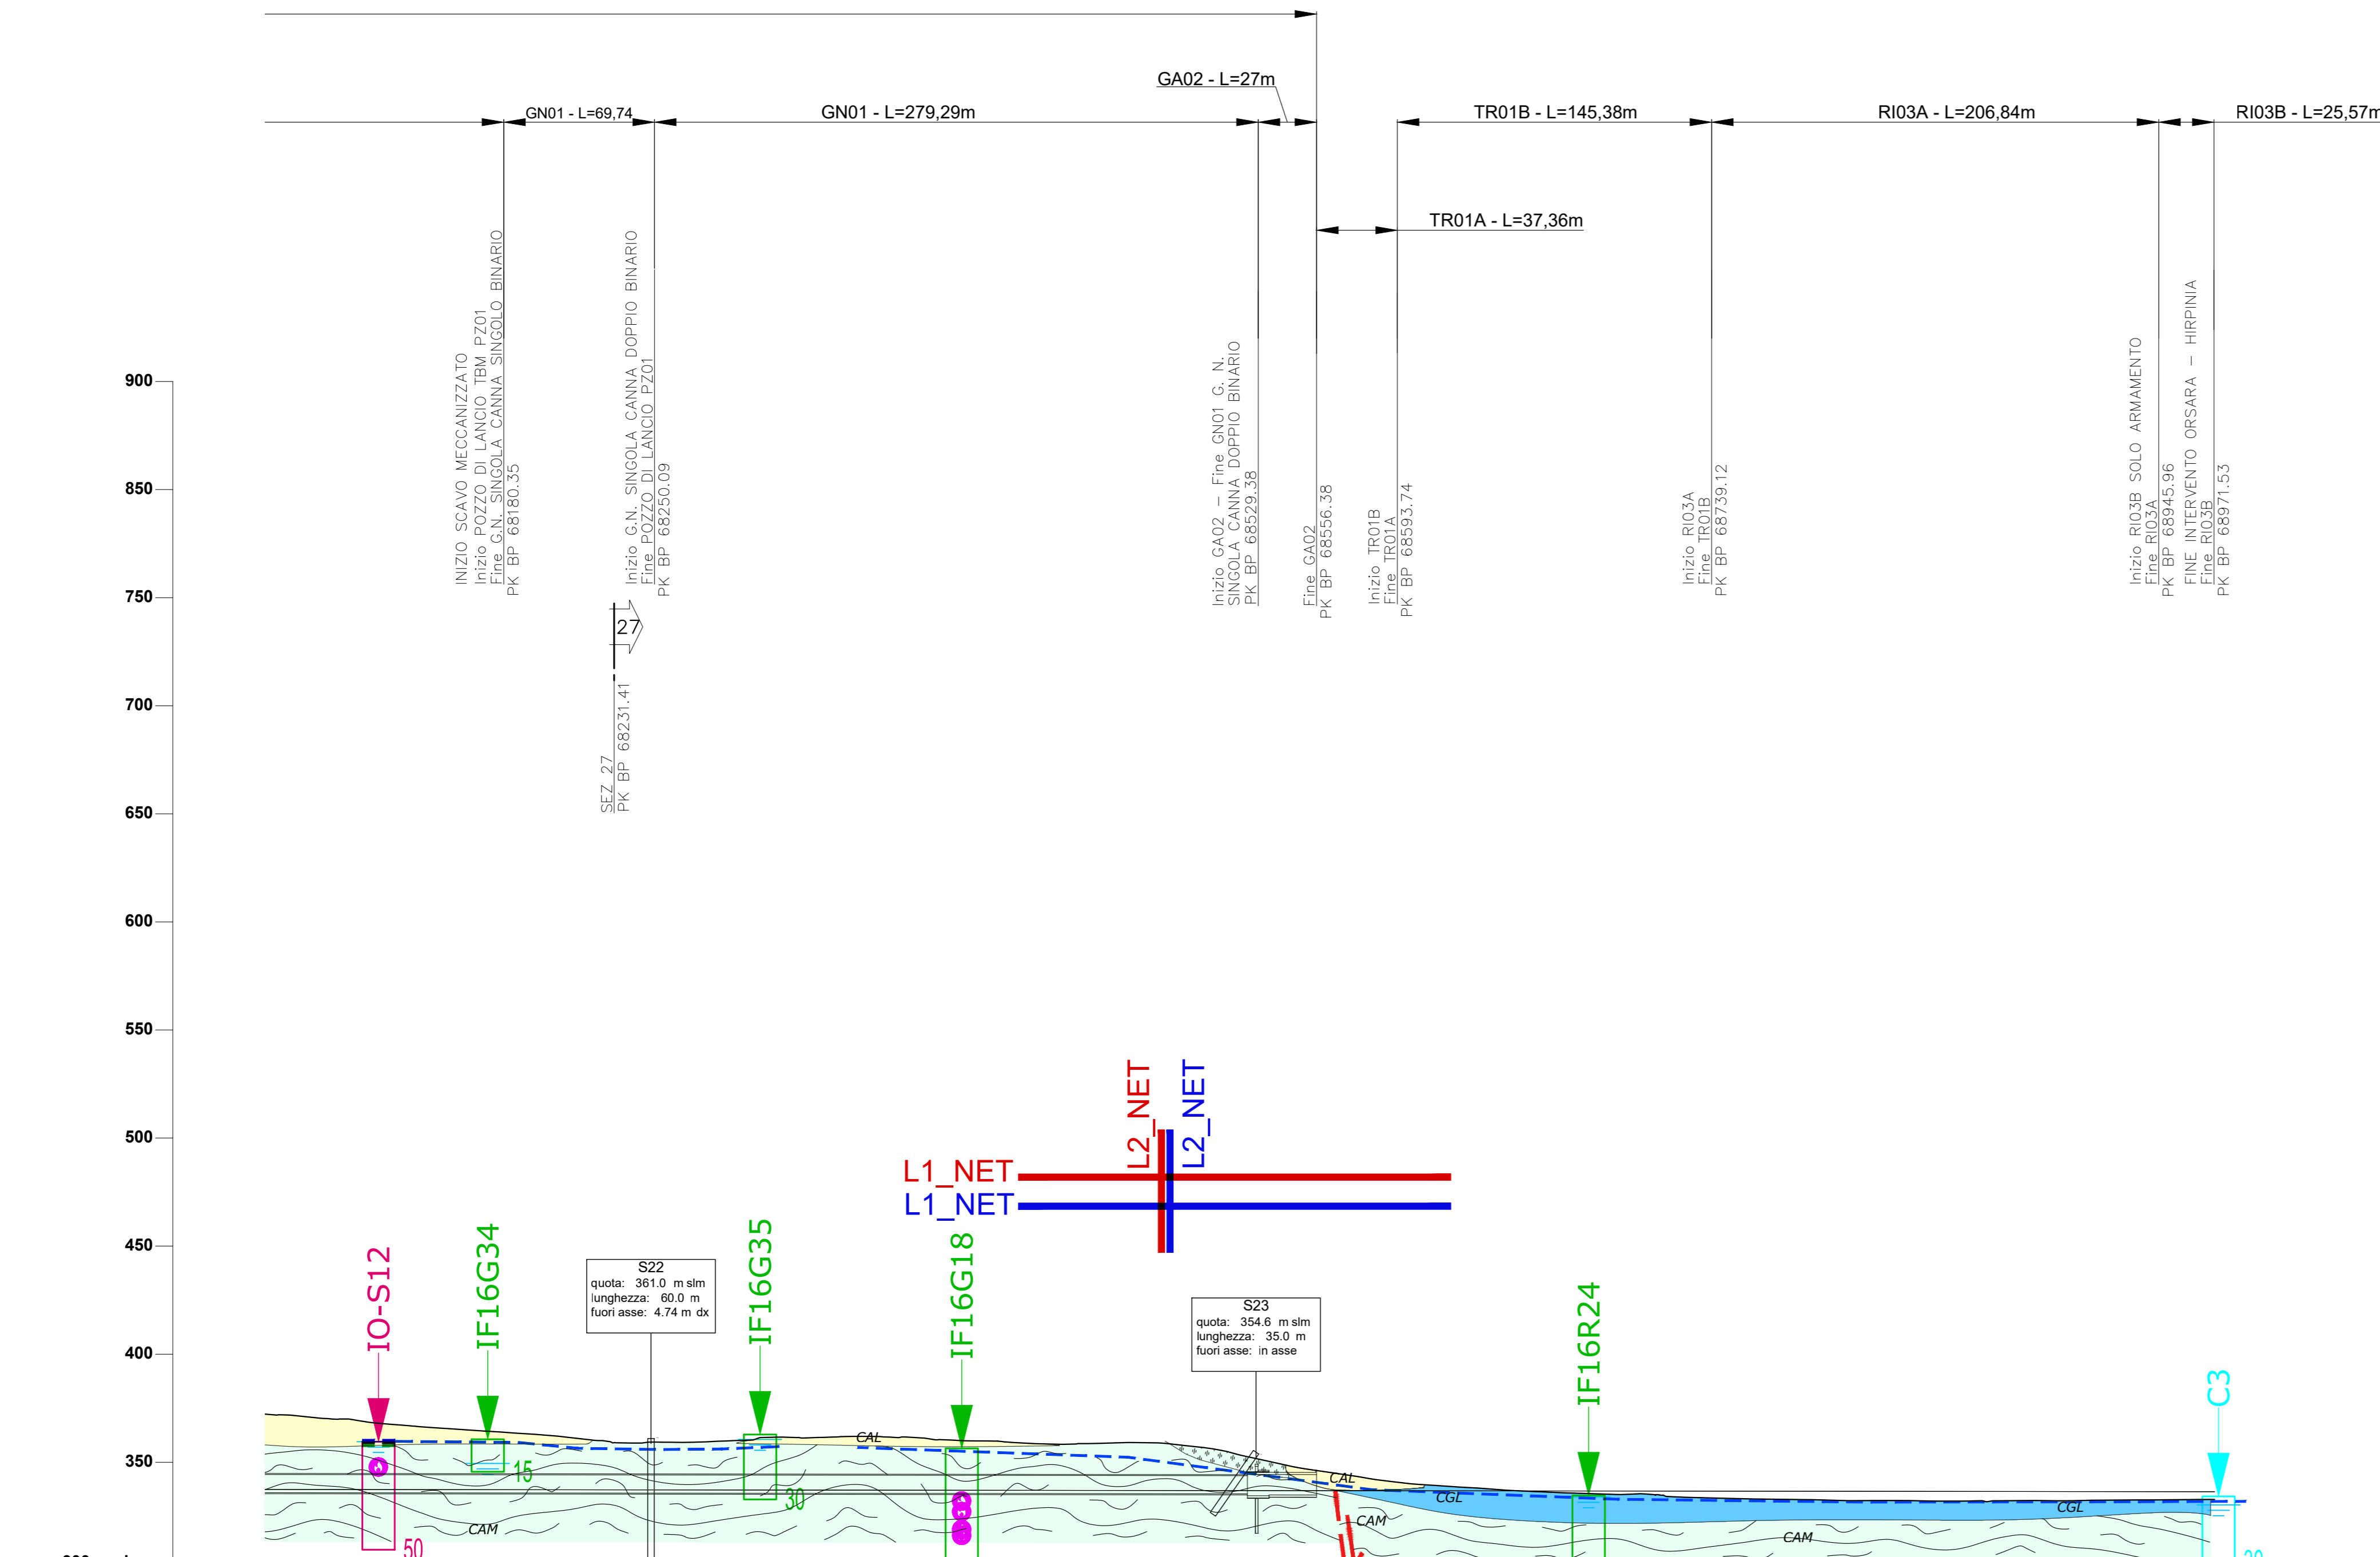 GA02 - L=27m
GN01 - L=69,74
GN01 - L=279,29m
TR01B - L=145,38m
RI03A - L=206,84m
RI03B - L=25,57m
TR01A - L=37,36m
INIZIO SCAVO MECCANIZZATO
Inizio POZZO DI LANCIO TBM PZ01
Fine G.N. SINGOLA CANNA SINGOLO BINARIO
PK BP 68180.35
Inizio G.N. SINGOLA CANNA DOPPIO BINARIO
Fine POZZO DI LANCIO PZ01
PK BP 68250.09
Inizio GA02 – Fine GN01 G. N.
SINGOLA CANNA DOPPIO BINARIO
PK BP 68529.38
Fine GA02
PK BP 68556.38
Inizio TR01B
Fine TR01A
PK BP 68593.74
Inizio RI03A
Fine TR01B
PK BP 68739.12
Inizio RI03B SOLO ARMAMENTO
Fine RI03A
PK BP 68945.96
FINE INTERVENTO ORSARA – HIRPINIA
Fine RI03B
PK BP 68971.53
27
SEZ 27
PK BP 68231.41
900
850
800
750
700
650
600
550
500
450
400
350
L2_NET
L2_NET
L1_NET
L1_NET
IO-S12
IF16G34
S22
quota: 361.0 m slm
lunghezza: 60.0 m
fuori asse: 4.74 m dx
IF16G35
IF16G18
S23
quota: 354.6 m slm
lunghezza: 35.0 m
fuori asse: in asse
IF16R24
C3
CAL
15
30
CAL
CGL
CGL
CAM
CAM
CAM
50